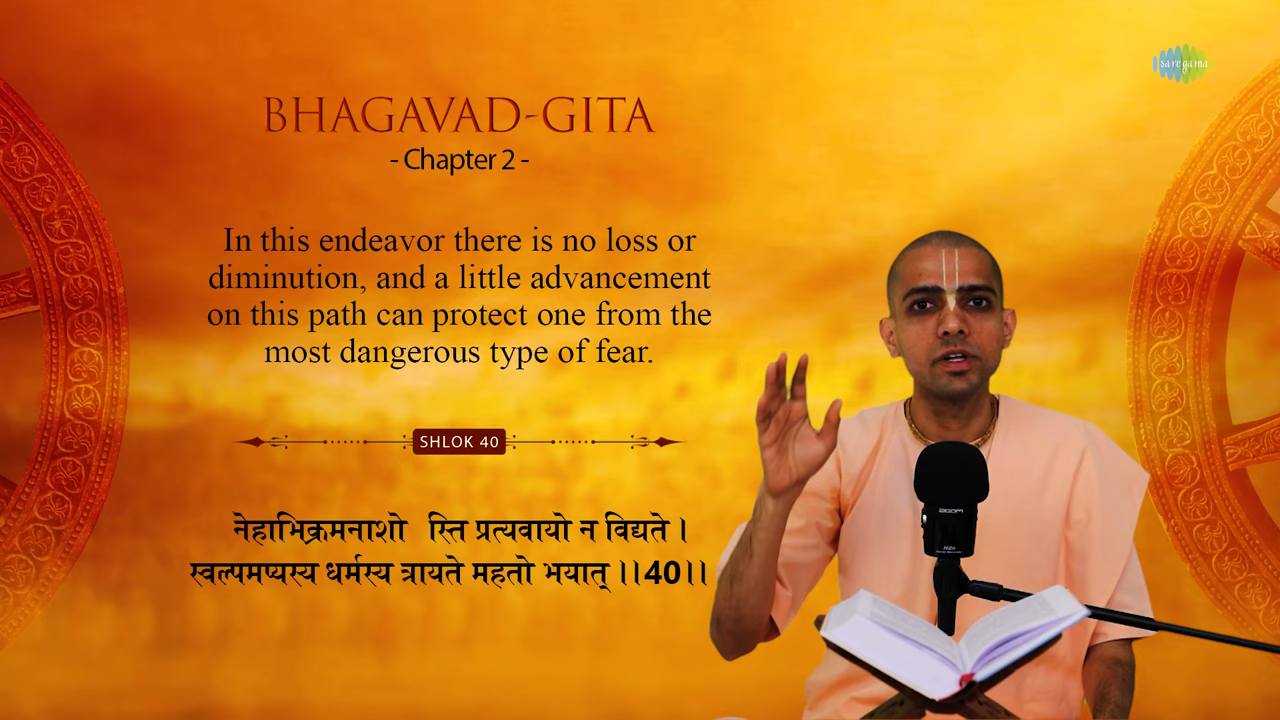 saregama
BHAGAVAD-GITA
- Chapter 2 -
In this endeavor there is no loss or
diminution, and a little advancement
on this path can protect one from the
most dangerous type of fear.
SHLOK 40
नेहाभिक्रमनाशो स्ति प्रत्यवायो न विद्यते ।
स्वल्पमप्यस्य धर्मस्य त्रायते महतो भयात् ।।40।।
zoom